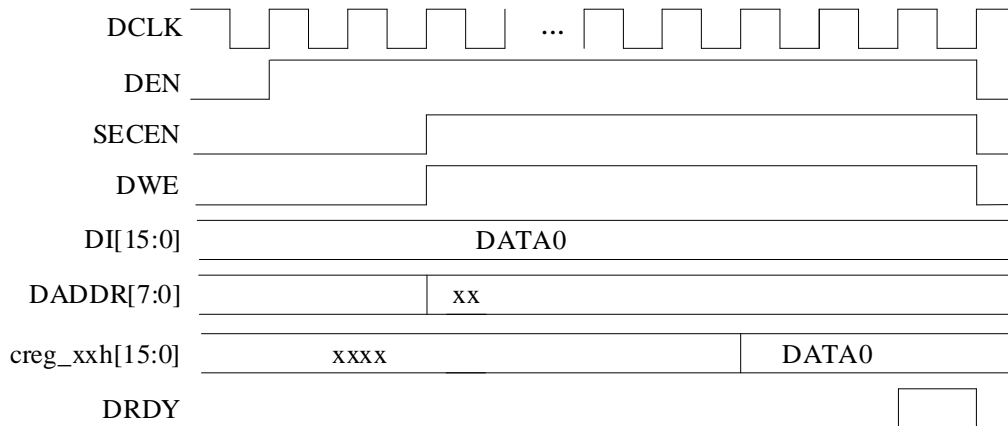 DCLK ...
DEN
SECEN
DWE
DI[15:0] DATA0
DADDR[7:0] xx
creg_xxh[15:0] xxxx DATA0
DRDY